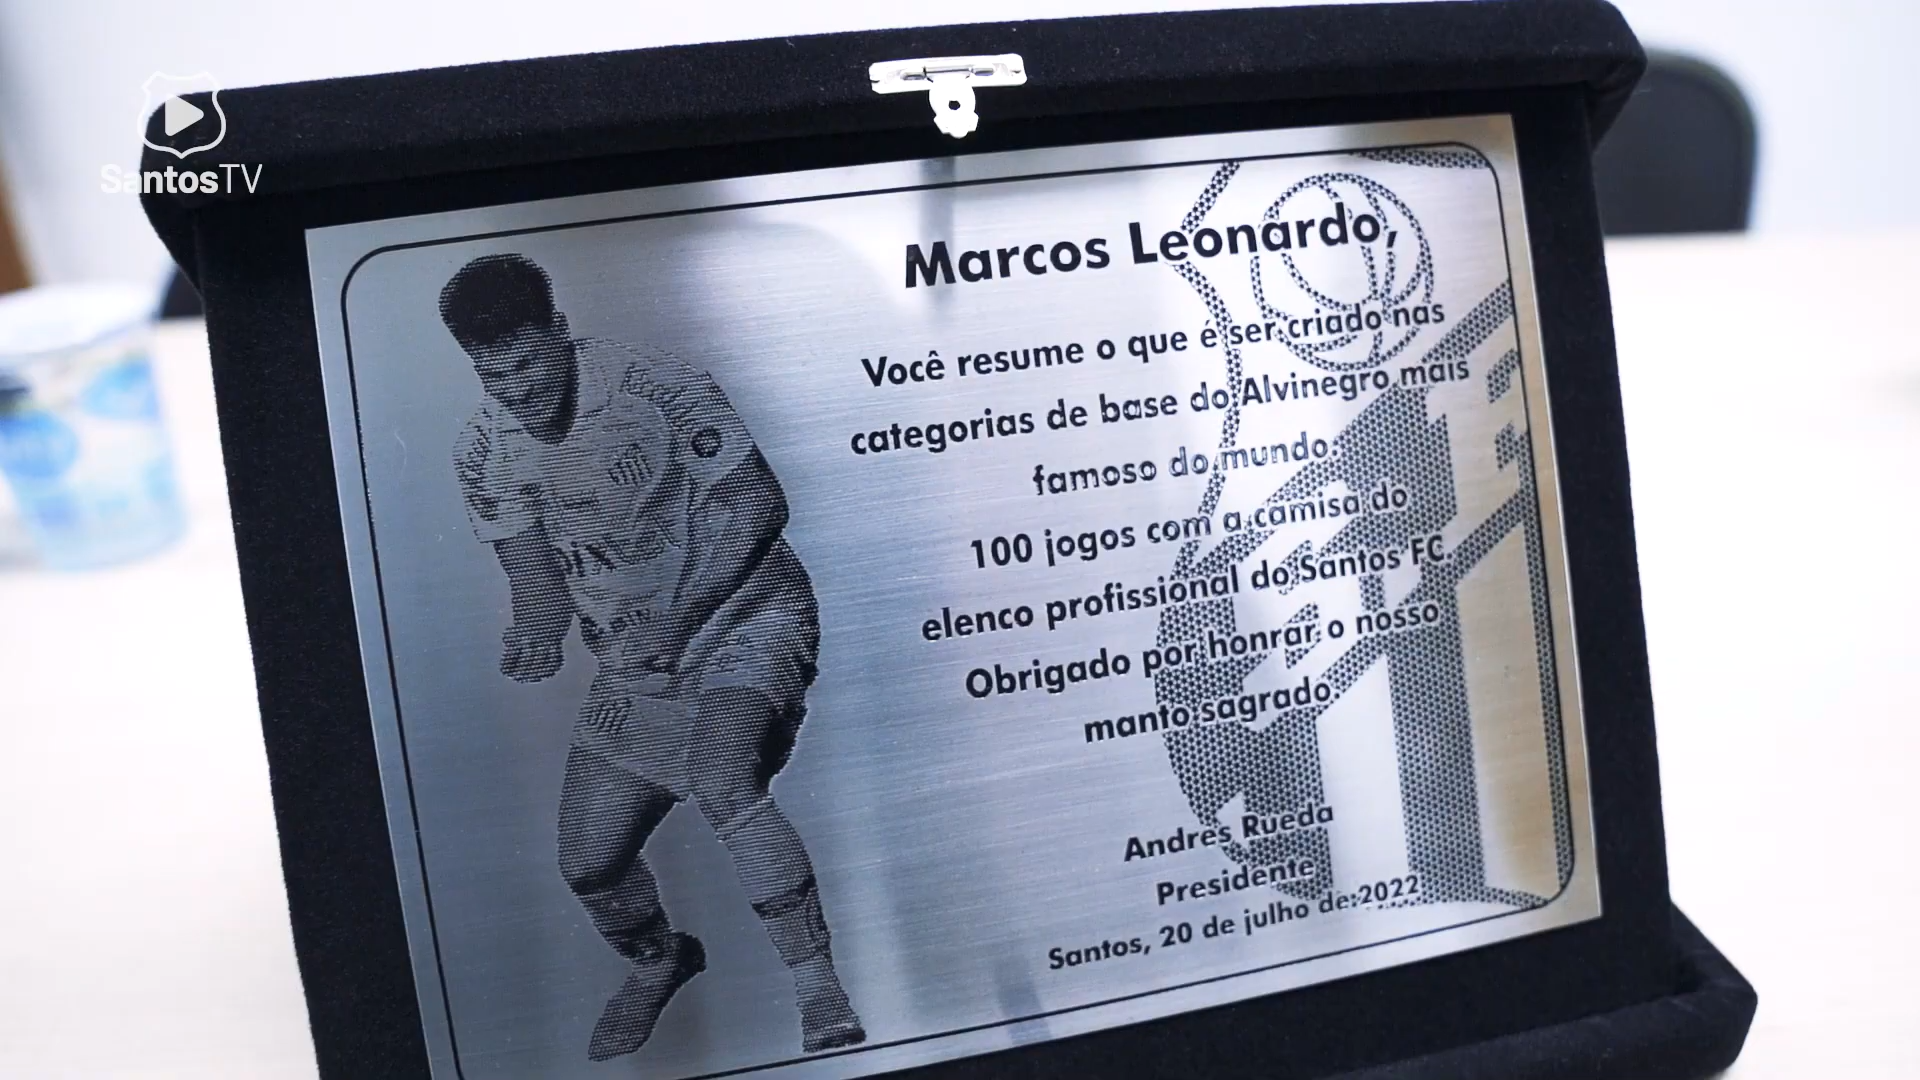 SantosTV
Marcos Leonardo,
Você resume o que é ser criado nas
categorias de base do Alvinegro mais
famoso do mundo.
100 jogos com a camisa do
elenco profissional do Santos FC
Obrigado por honrar o nosso
manto sagrado.
Andres Rueda
Presidente
Santos, 20 de julho de 2022